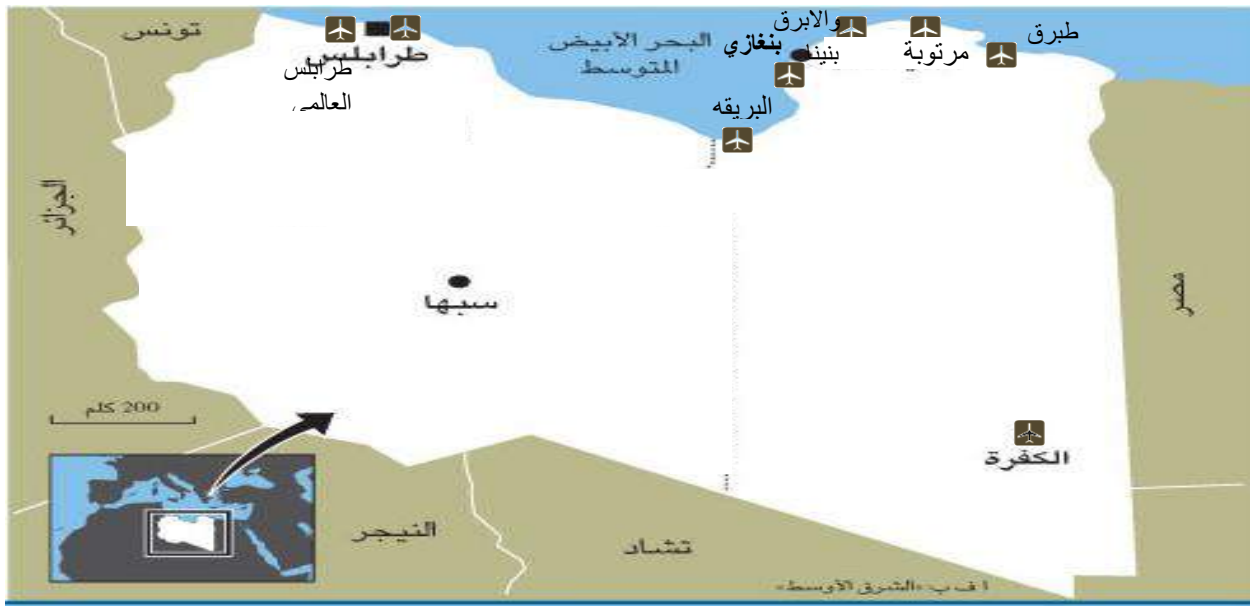 تونس
طرابلس
طرابلس
العالمي
البحر الأبيض
المتوسط
والابرق
بنغازي
بنينا
مرتوبة
طبرق
البريقه
الجزائر
سبها
مصر
200 كلم
الكفرة
النيجر
تشاد
ا ف ب: «الشرق الأوسط»